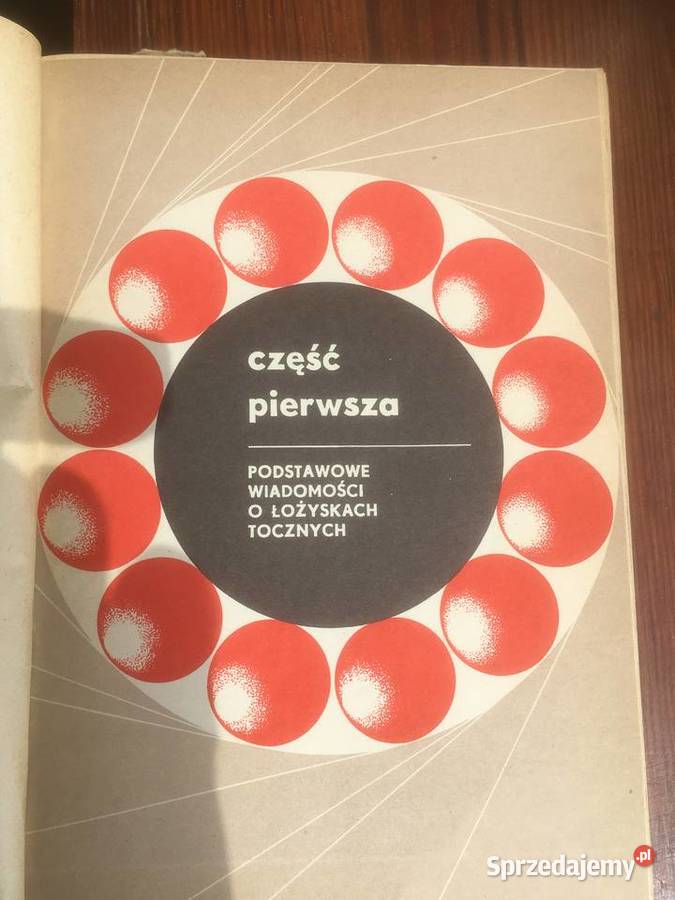 część
pierwsza
PODSTAWOWE
WIADOMOŚCI
O ŁOŻYSKACH
TOCZNYCH
Sprzedajemy.pl